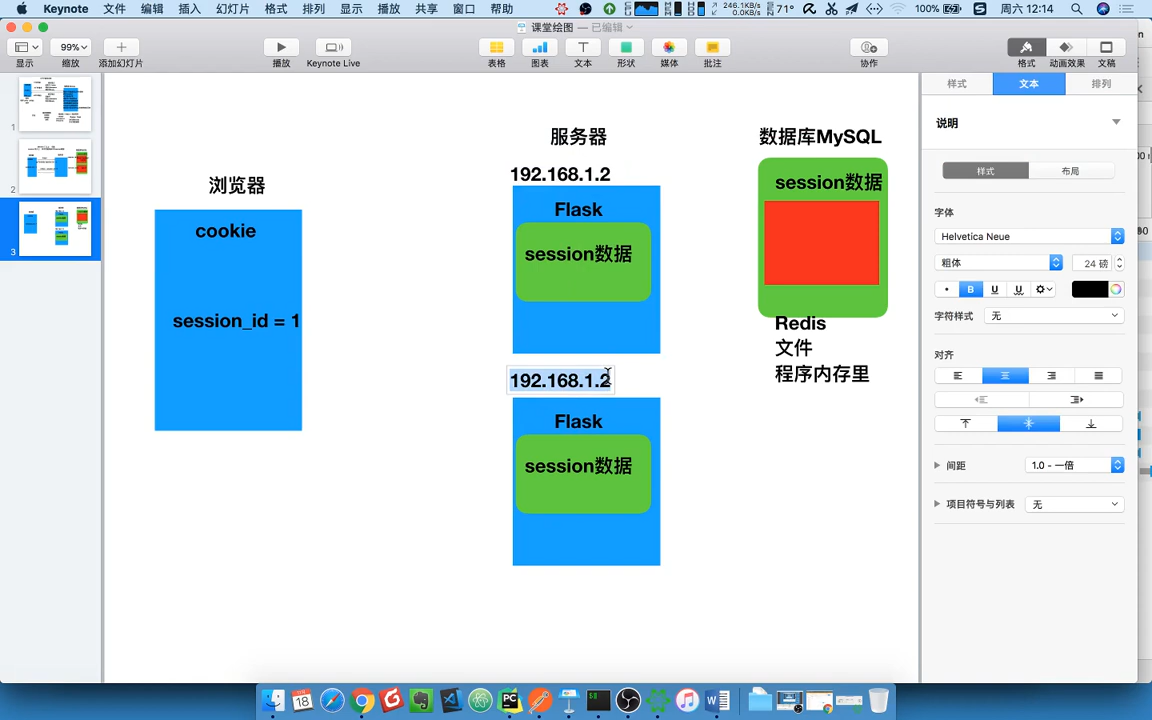 Keynote 文件 编辑 插入 幻灯片 格式 排列 显示 播放 共享 窗口 帮助 246.1KB/s 0.0KB/s 71° 100% 周六 12:14
课堂绘图 — 已编辑
99%
显示 缩放 添加幻灯片 播放 Keynote Live 表格 图表 文本 形状 媒体 批注 协作 格式 动画效果 文稿
1
2
3
浏览器
cookie
session_id = 1
服务器
192.168.1.2
Flask
session数据
192.168.1.2
Flask
session数据
数据库MySQL
session数据
Redis
文件
程序内存里
样式 文本 排列
说明
样式 布局
字体
Helvetica Neue
粗体 24 磅
B U U
字符样式 无
对齐
间距 1.0 - 一倍
项目符号与列表 无
18